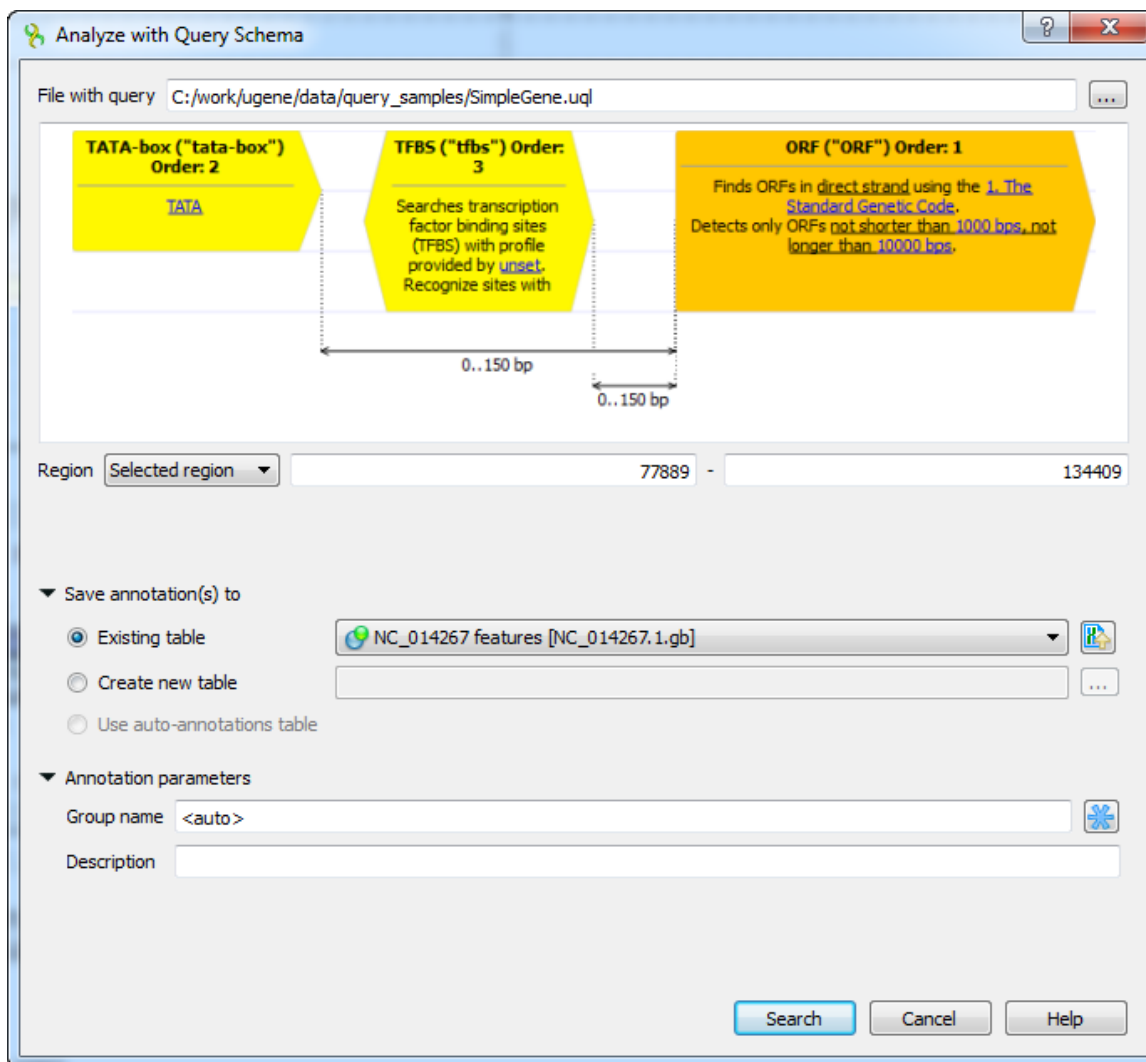 Analyze with Query Schema
?
X
File with query C:/work/ugene/data/query_samples/SimpleGene.uql ...
TATA-box ("tata-box")
Order: 2
TATA
TFBS ("tfbs") Order:
3
Searches transcription
factor binding sites
(TFBS) with profile
provided by unset.
Recognize sites with
ORF ("ORF") Order: 1
Finds ORFs in direct strand using the 1. The
Standard Genetic Code.
Detects only ORFs not shorter than 1000 bps, not
longer than 10000 bps.
0..150 bp
0..150 bp
Region Selected region 77889 - 134409
Save annotation(s) to
Existing table NC_014267 features [NC_014267.1.gb]
Create new table ...
Use auto-annotations table
Annotation parameters
Group name <auto>
Description
Search Cancel Help